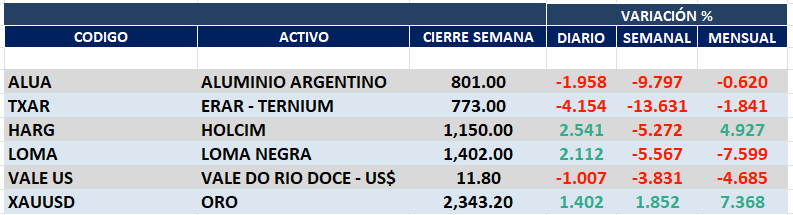 VARIACIÓN %
CODIGO ACTIVO CIERRE SEMANA DIARIO SEMANAL MENSUAL
ALUA ALUMINIO ARGENTINO 801.00 -1.958 -9.797 -0.620
TXAR ERAR - TERNIUM 773.00 -4.154 -13.631 -1.841
HARG HOLCIM 1,150.00 2.541 -5.272 4.927
LOMA LOMA NEGRA 1,402.00 2.112 -5.567 -7.599
VALE US VALE DO RIO DOCE - US$ 11.80 -1.007 -3.831 -4.685
XAUUSD ORO 2,343.20 1.402 1.852 7.368